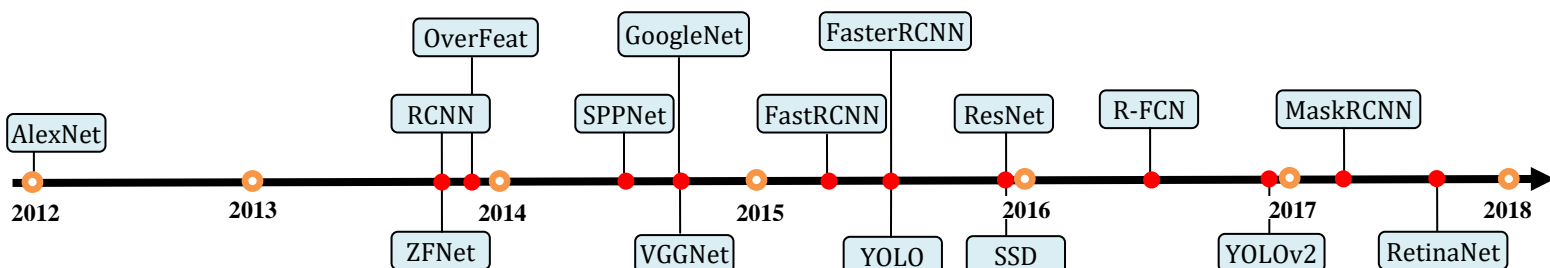 OverFeat
GoogleNet
FasterRCNN
AlexNet
RCNN
SPPNet
FastRCNN
ResNet
R-FCN
MaskRCNN
2012
2013
2014
2015
2016
2017
2018
ZFNet
VGGNet
YOLO
SSD
YOLOv2
RetinaNet